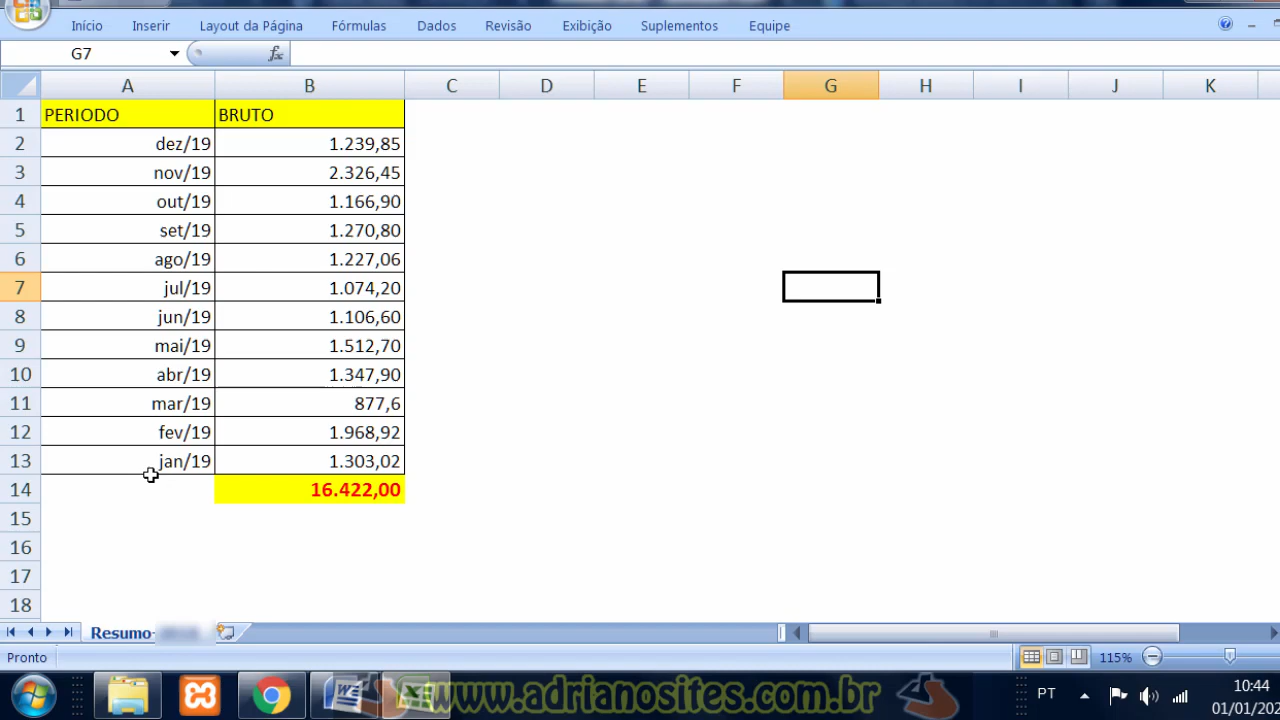 Início Inserir Layout da Página Fórmulas Dados Revisão Exibição Suplementos Equipe
G7 fx
A B C D E F G H I J K
1 PERIODO BRUTO
2 dez/19 1.239,85
3 nov/19 2.326,45
4 out/19 1.166,90
5 set/19 1.270,80
6 ago/19 1.227,06
7 jul/19 1.074,20
8 jun/19 1.106,60
9 mai/19 1.512,70
10 abr/19 1.347,90
11 mar/19 877,6
12 fev/19 1.968,92
13 jan/19 1.303,02
14 16.422,00
15
16
17
18
Resumo
Pronto 115%
www.adrianosites.com.br PT 10:44
01/01/202